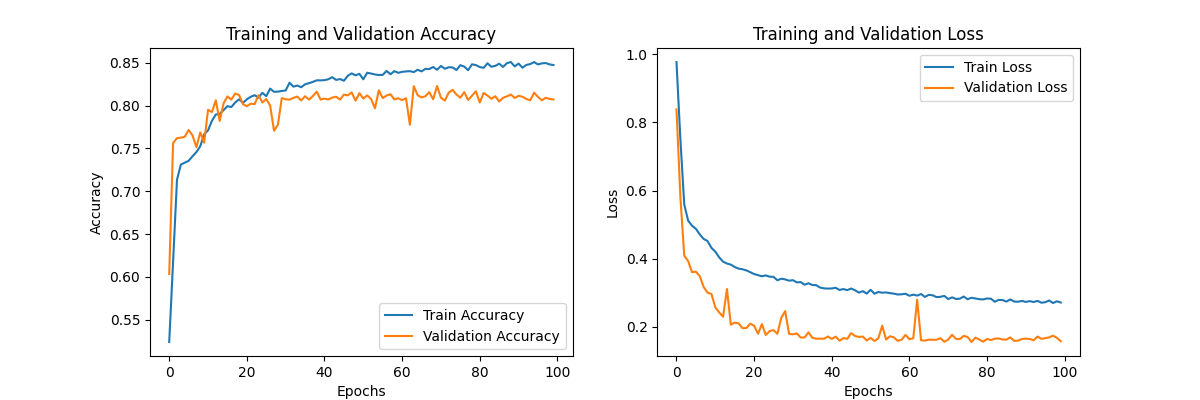 Training and Validation Accuracy
Accuracy
0.85
0.80
0.75
0.70
0.65
0.60
0.55
0 20 40 60 80 100
Epochs
Train Accuracy
Validation Accuracy
Training and Validation Loss
Loss
1.0
0.8
0.6
0.4
0.2
0 20 40 60 80 100
Epochs
Train Loss
Validation Loss